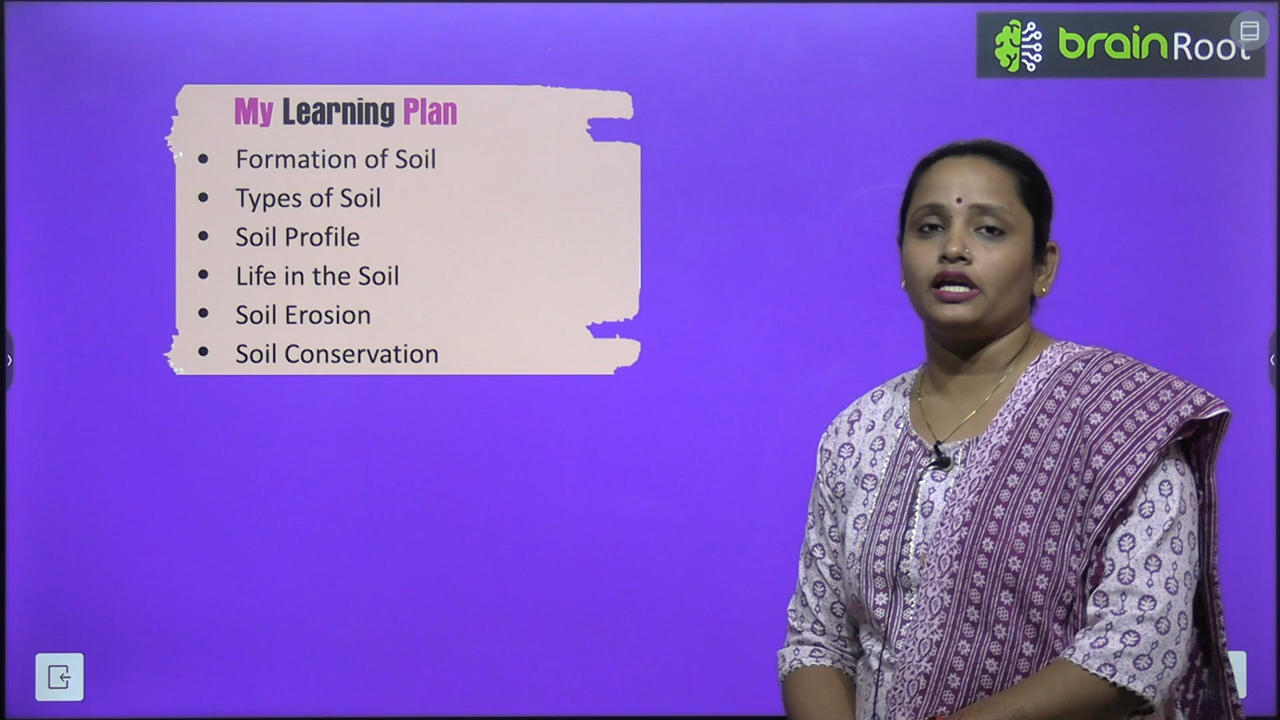 brainRoot
My Learning Plan
• Formation of Soil
• Types of Soil
• Soil Profile
• Life in the Soil
• Soil Erosion
• Soil Conservation